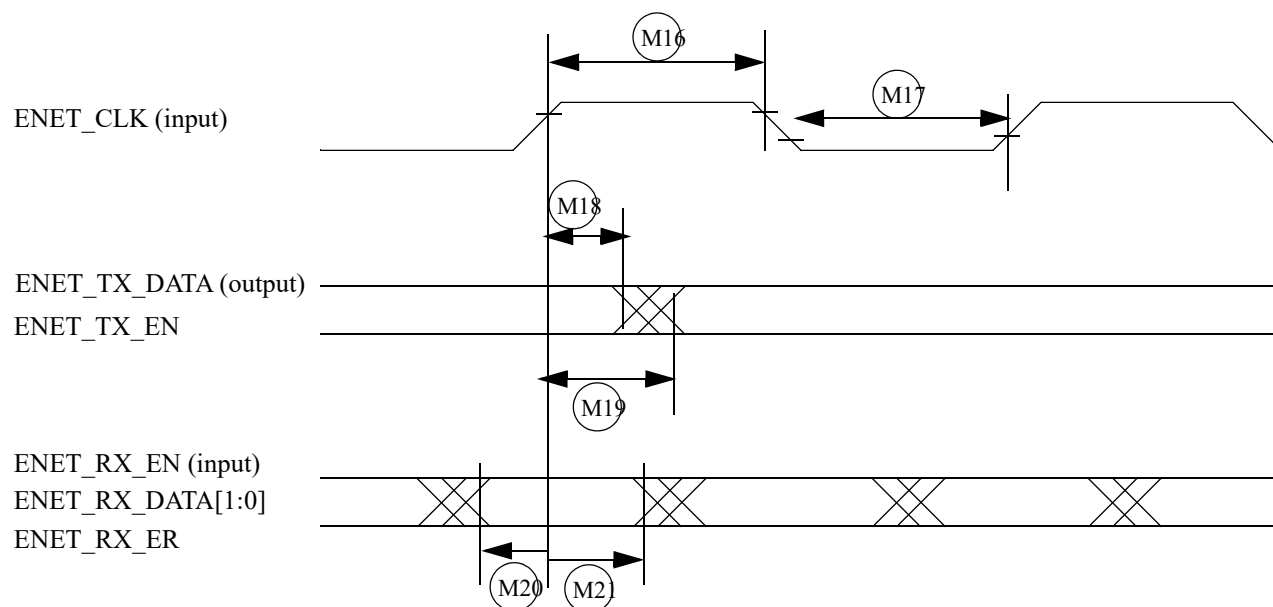 M16
ENET_CLK (input)
M17
M18
ENET_TX_DATA (output)
ENET_TX_EN
M19
ENET_RX_EN (input)
ENET_RX_DATA[1:0]
ENET_RX_ER
M20
M21